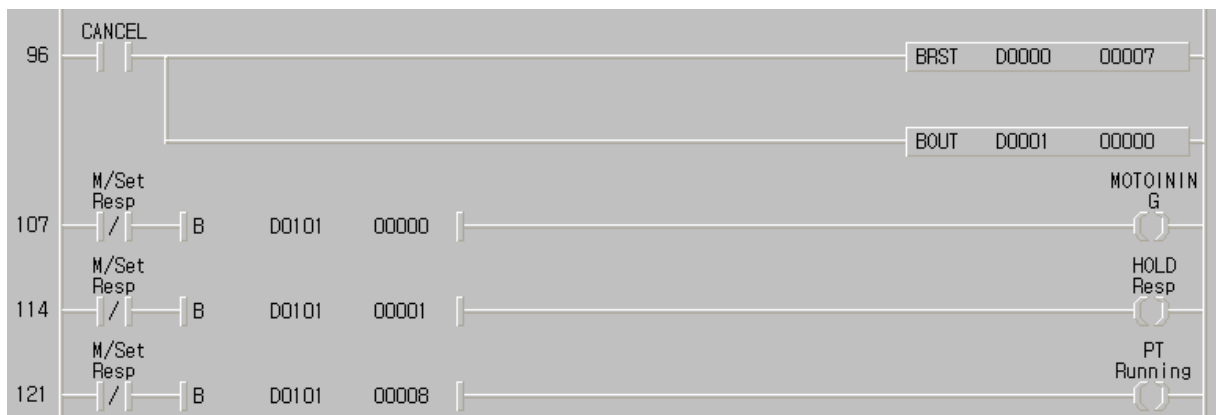 CANCEL
96 BRST D0000 00007
BOUT D0001 00000
M/Set
Resp
MOTOININ
G
107 / B D0101 00000
M/Set
Resp
HOLD
Resp
114 / B D0101 00001
M/Set
Resp
PT
Running
121 / B D0101 00008